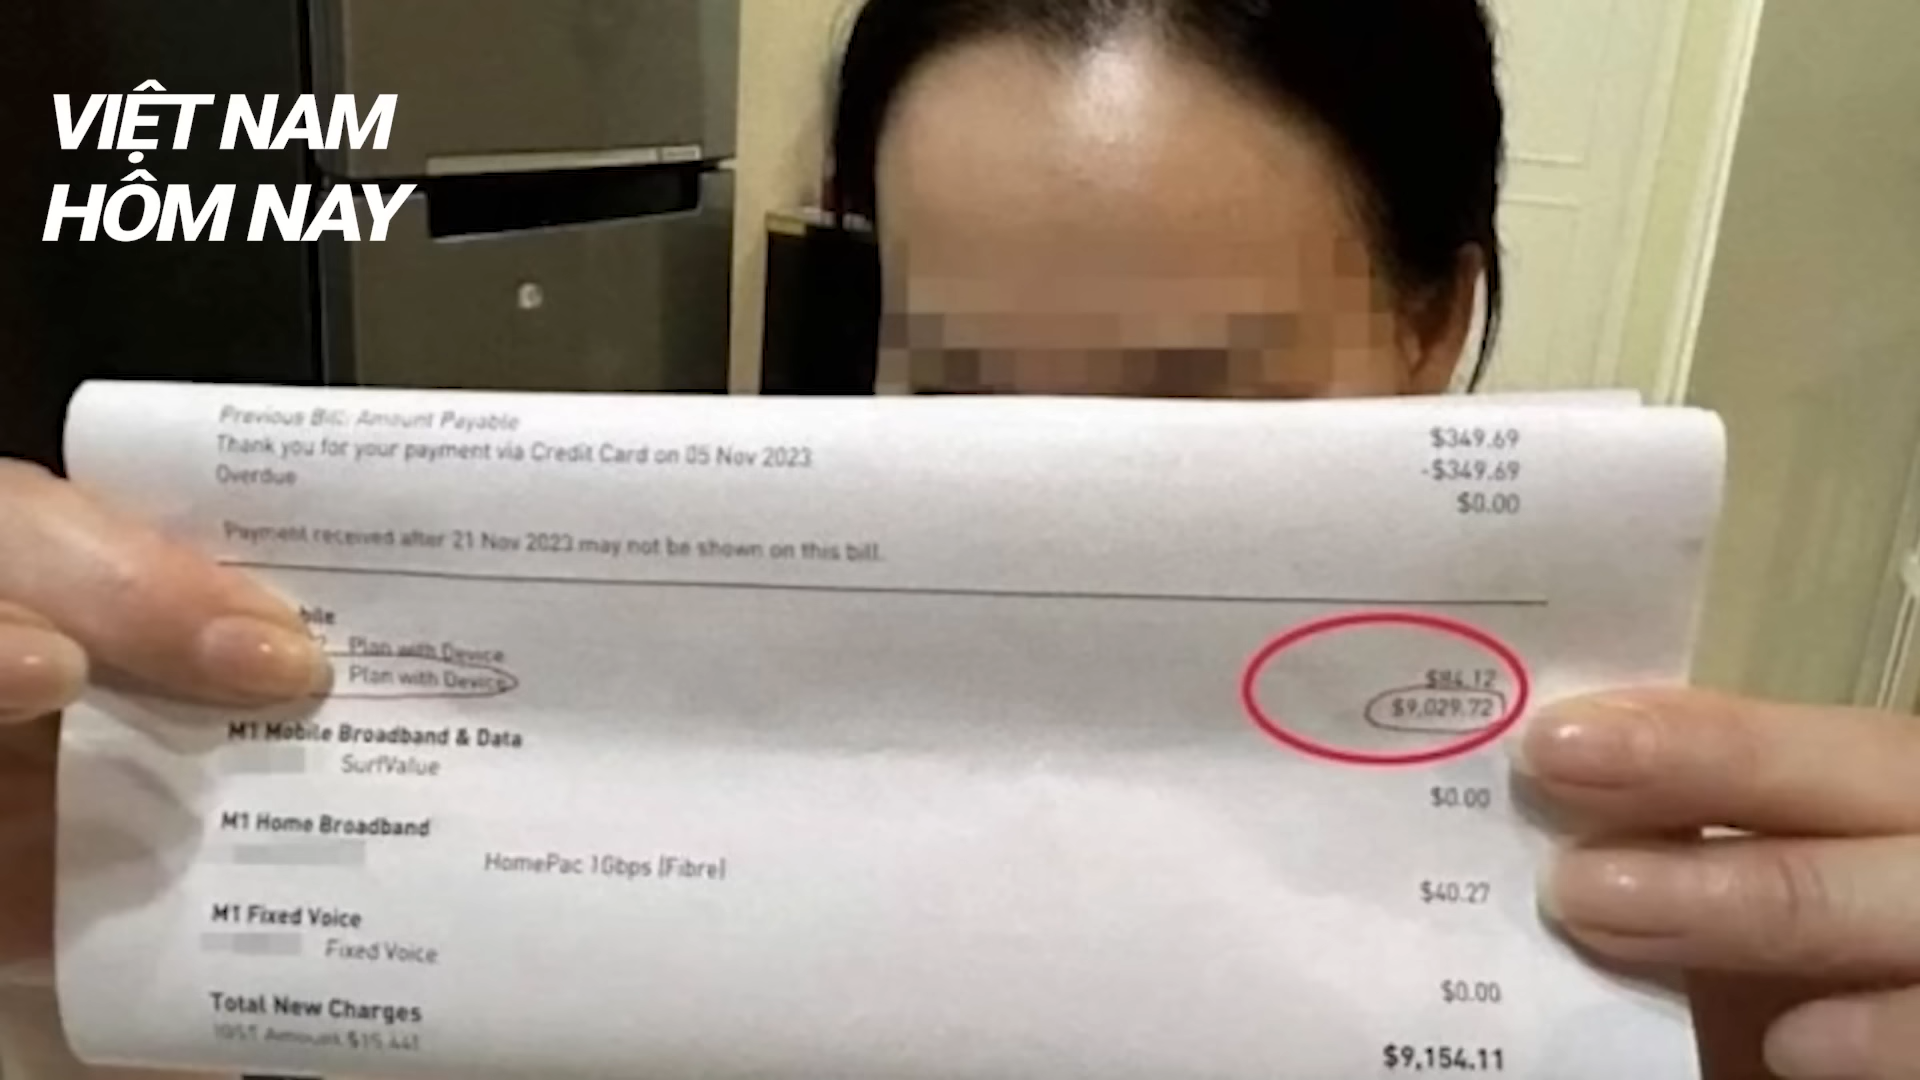 VIỆT NAM
HÔM NAY
Previous Bill: Amount Payable $349.69
Thank you for your payment via Credit Card on 05 Nov 2023 -$349.69
Overdue $0.00
Payment received after 21 Nov 2023 may not be shown on this bill.
bile
Plan with Device $84.12
Plan with Device $9,029.72
M1 Mobile Broadband & Data
SurfValue $0.00
M1 Home Broadband
HomePac 1Gbps (Fibre) $40.27
M1 Fixed Voice
Fixed Voice $0.00
Total New Charges $9,154.11
Amount